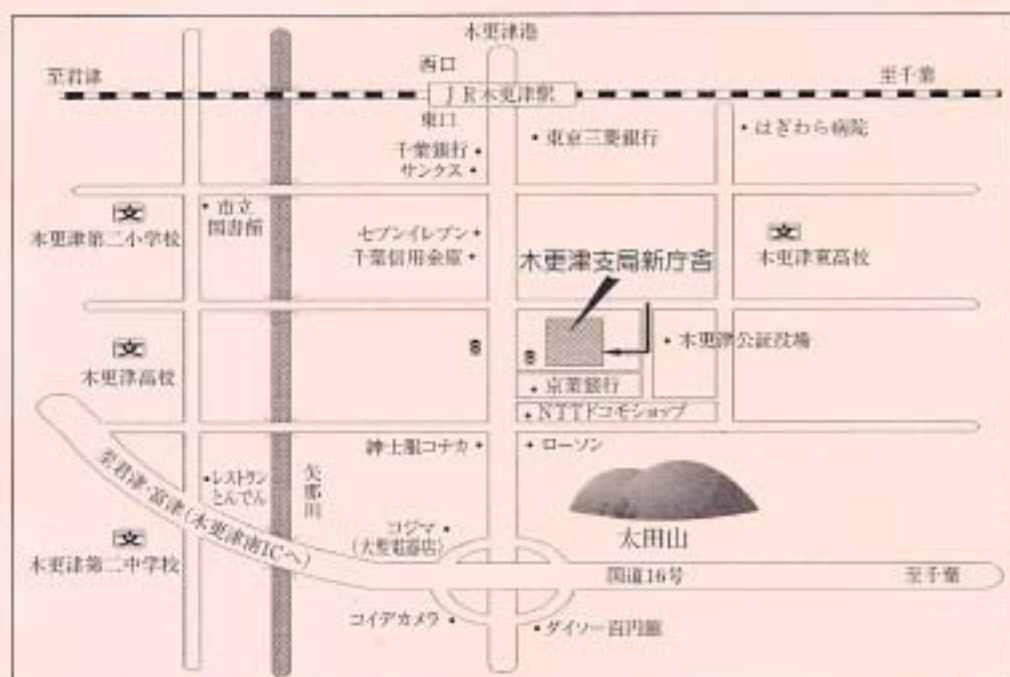 木更津港
至君津
西口
至千葉
JR木更津駅
東口
千葉銀行
サンクス
東京三菱銀行
はぎわら病院
文
木更津第二小学校
市立
図書館
セブンイレブン
千葉信用金庫
木更津支局新庁舎
文
木更津東高校
文
木更津高校
木更津公証役場
京葉銀行
NTTドコモショップ
紳士服コナカ
ローソン
至君津・富津(木更津南ICへ)
レストラン
とんでん
矢那川
コジマ
(大型電器店)
太田山
文
木更津第二中学校
国道16号
至千葉
コイデカメラ
ダイソー百円館